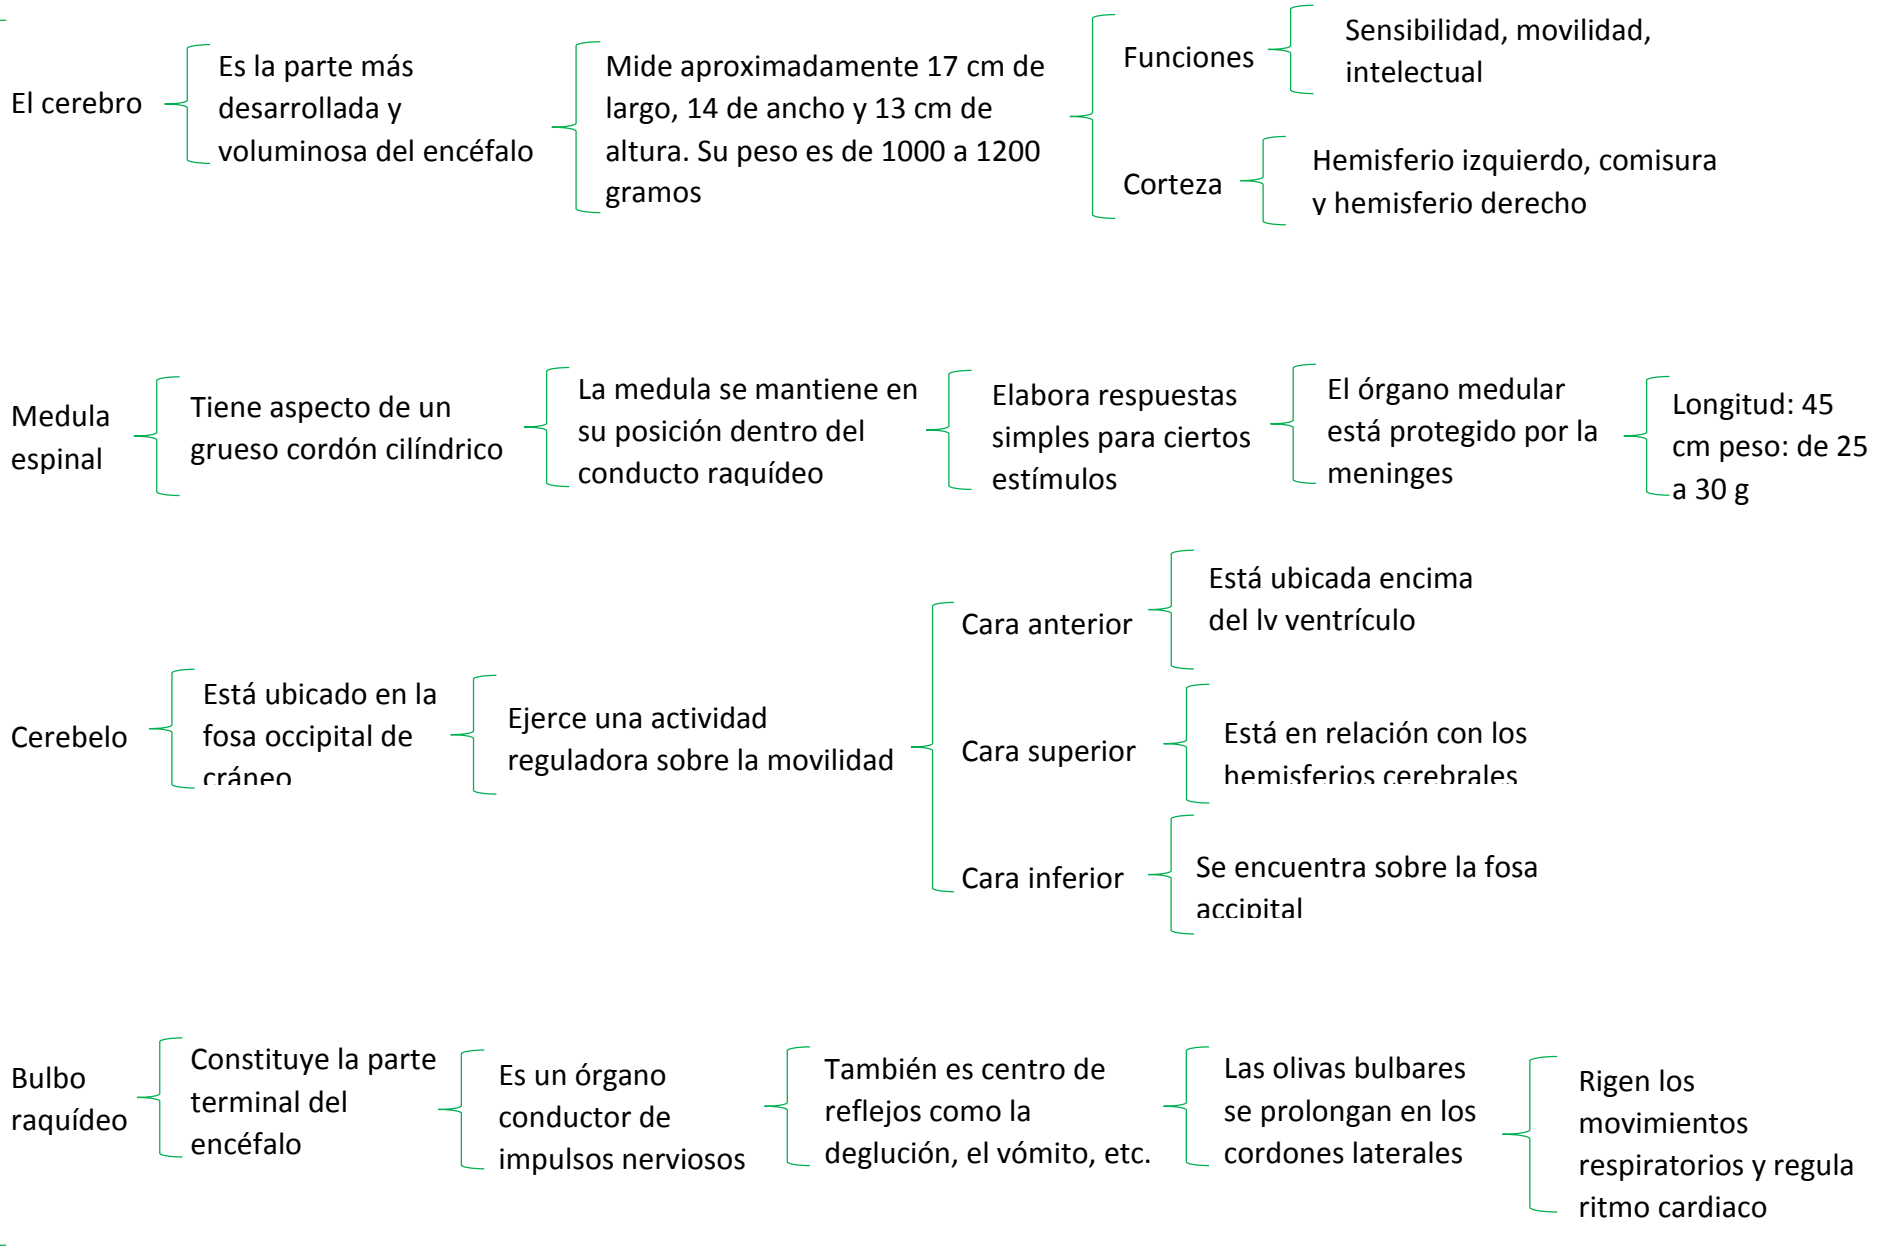 El cerebro
Es la parte más
desarrollada y
voluminosa del encéfalo
Mide aproximadamente 17 cm de
largo, 14 de ancho y 13 cm de
altura. Su peso es de 1000 a 1200
gramos
Funciones
Sensibilidad, movilidad,
intelectual
Corteza
Hemisferio izquierdo, comisura
y hemisferio derecho
Medula
espinal
Tiene aspecto de un
grueso cordón cilíndrico
La medula se mantiene en
su posición dentro del
conducto raquídeo
Elabora respuestas
simples para ciertos
estímulos
El órgano medular
está protegido por la
meninges
Longitud: 45
cm peso: de 25
a 30 g
Cerebelo
Está ubicado en la
fosa occipital de
cráneo
Ejerce una actividad
reguladora sobre la movilidad
Cara anterior
Está ubicada encima
del lv ventrículo
Cara superior
Está en relación con los
hemisferios cerebrales
Cara inferior
Se encuentra sobre la fosa
accipital
Bulbo
raquídeo
Constituye la parte
terminal del
encéfalo
Es un órgano
conductor de
impulsos nerviosos
También es centro de
reflejos como la
deglución, el vómito, etc.
Las olivas bulbares
se prolongan en los
cordones laterales
Rigen los
movimientos
respiratorios y regula
ritmo cardiaco